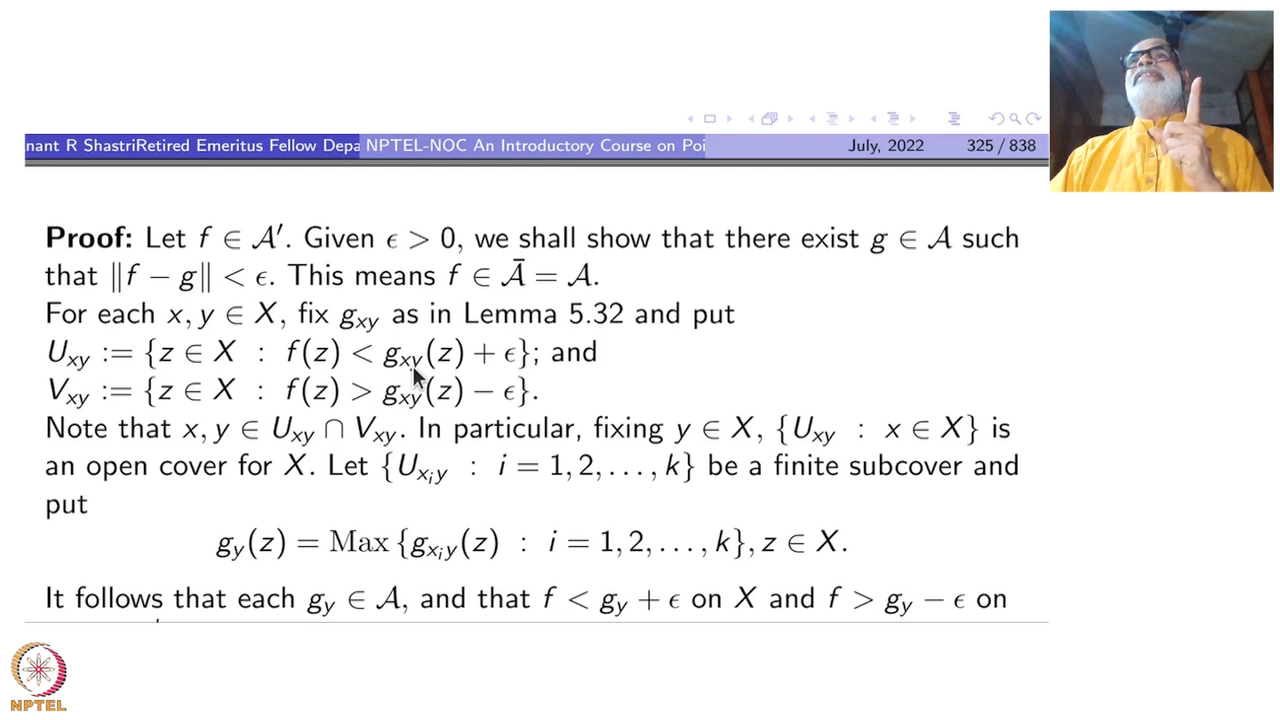 nant R ShastriRetired Emeritus Fellow Depa NPTEL-NOC An Introductory Course on Poi July, 2022 325 / 838
Proof: Let f ∈ 𝒜′. Given ϵ > 0, we shall show that there exist g ∈ 𝒜 such
that ‖f − g‖ < ϵ. This means f ∈ 𝒜̄ = 𝒜.
For each x, y ∈ X, fix g_{xy} as in Lemma 5.32 and put
U_{xy} := {z ∈ X : f(z) < g_{xy}(z) + ϵ}; and
V_{xy} := {z ∈ X : f(z) > g_{xy}(z) − ϵ}.
Note that x, y ∈ U_{xy} ∩ V_{xy}. In particular, fixing y ∈ X, {U_{xy} : x ∈ X} is
an open cover for X. Let {U_{x_i y} : i = 1, 2, . . . , k} be a finite subcover and
put
g_y(z) = Max {g_{x_i y}(z) : i = 1, 2, . . . , k}, z ∈ X.
It follows that each g_y ∈ 𝒜, and that f < g_y + ϵ on X and f > g_y − ϵ on
NPTEL